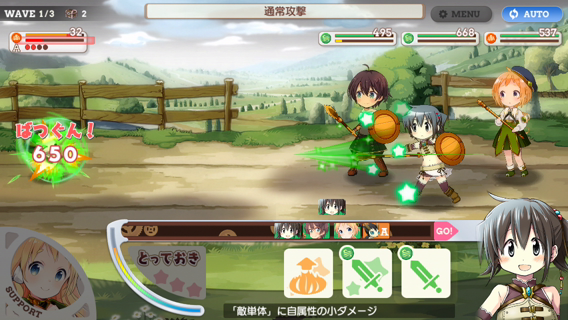 WAVE 1/3
2
通常攻撃
MENU
AUTO
32
A
495
668
537
ばつぐん!
650
A
GO!
とっておき
SUPPORT
「敵単体」に自属性の小ダメージ